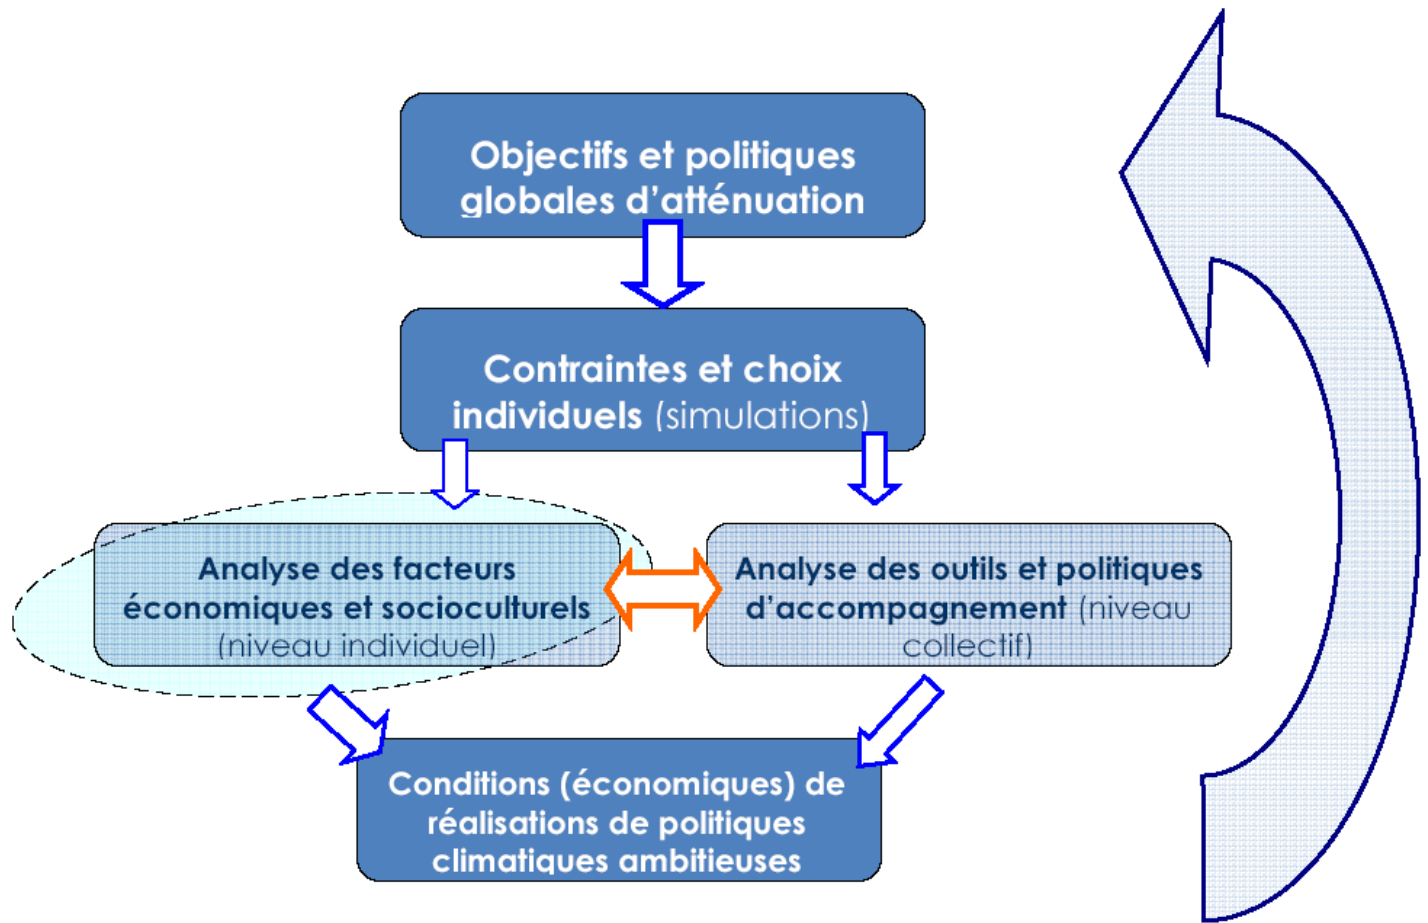 Objectifs et politiques
globales d'atténuation
Contraintes et choix
individuels (simulations)
Analyse des facteurs
économiques et socioculturels
(niveau individuel)
Analyse des outils et politiques
d'accompagnement (niveau
collectif)
Conditions (économiques) de
réalisations de politiques
climatiques ambitieuses